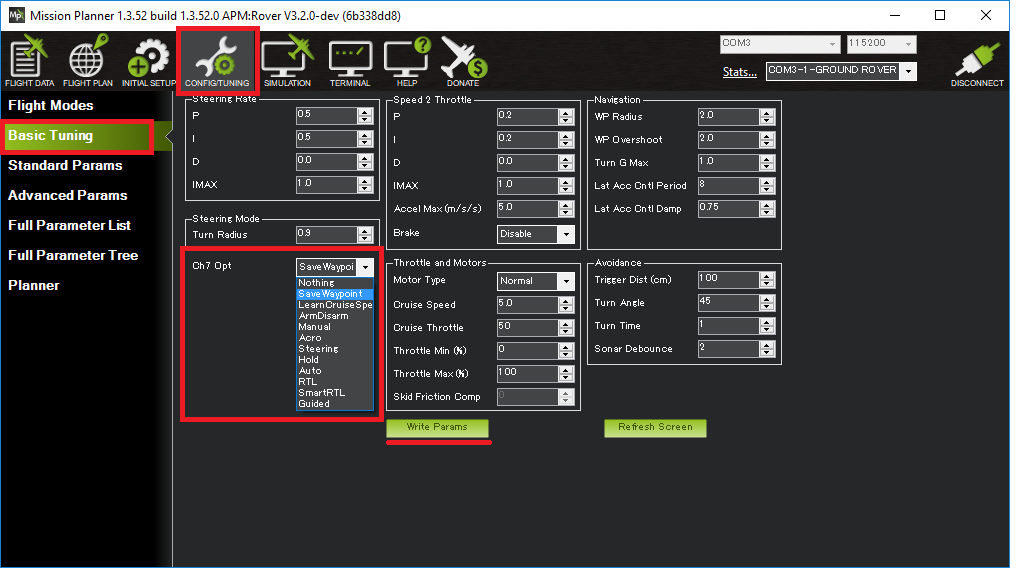 Mission Planner 1.3.52 build 1.3.52.0 APM:Rover V3.2.0-dev (6b338dd8)
FLIGHT DATA FLIGHT PLAN INITIAL SETUP CONFIG/TUNING SIMULATION TERMINAL HELP DONATE
COM3 115200
Stats... COM3-1-GROUND ROVER
DISCONNECT
Flight Modes
Basic Tuning
Standard Params
Advanced Params
Full Parameter List
Full Parameter Tree
Planner
Steering Rate
P 0.5
I 0.5
D 0.0
IMAX 1.0
Steering Mode
Turn Radius 0.9
Ch7 Opt SaveWaypoi
Nothing
SaveWaypoint
LearnCruiseSpe
ArmDisarm
Manual
Acro
Steering
Hold
Auto
RTL
SmartRTL
Guided
Speed 2 Throttle
P 0.2
I 0.2
D 0.0
IMAX 1.0
Accel Max (m/s/s) 5.0
Brake Disable
Throttle and Motors
Motor Type Normal
Cruise Speed 5.0
Cruise Throttle 50
Throttle Min (%) 0
Throttle Max (%) 100
Skid Friction Comp 0
Write Params
Navigation
WP Radius 2.0
WP Overshoot 2.0
Turn G Max 1.0
Lat Acc Cntl Period 8
Lat Acc Cntl Damp 0.75
Avoidance
Trigger Dist (cm) 100
Turn Angle 45
Turn Time 1
Sonar Debounce 2
Refresh Screen